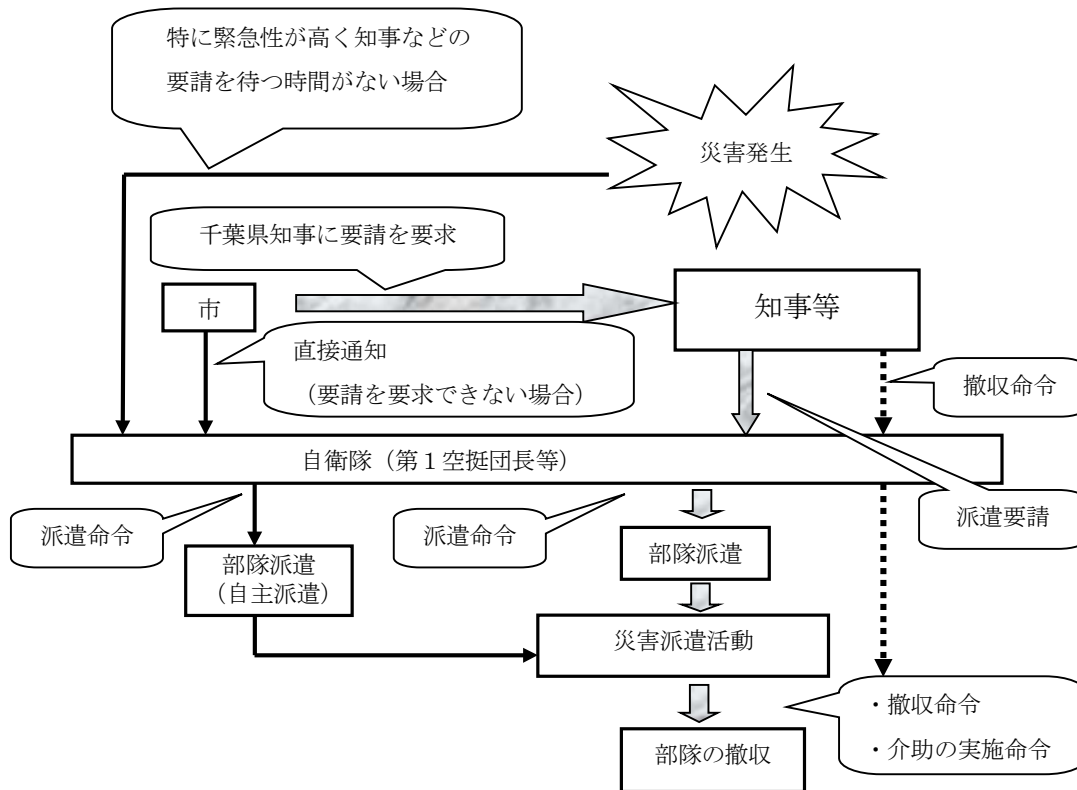 特に緊急性が高く知事などの
要請を待つ時間がない場合
災害発生
千葉県知事に要請を要求
市
知事等
直接通知
（要請を要求できない場合）
撤収命令
自衛隊（第１空挺団長等）
派遣命令
派遣命令
派遣要請
部隊派遣
（自主派遣）
部隊派遣
災害派遣活動
・撤収命令
・介助の実施命令
部隊の撤収